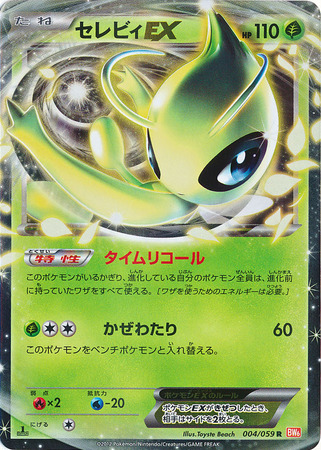 たね
セレビィEX HP110
とくせい
特性 タイムリコール
このポケモンがいるかぎり、進化している自分のポケモン全員は、進化前
に持っていたワザをすべて使える。[ワザを使うためのエネルギーは必要。]
かぜわたり 60
このポケモンをベンチポケモンと入れ替える。
弱点 抵抗力
×2 -20
ポケモンEXのルール
ポケモンEXがきぜつしたとき、
相手はサイドを2枚とる。
にげる
1 Illus.Toyste Beach BW6 004/059 R
©2012 Pokémon/Nintendo/Creatures/GAME FREAK.